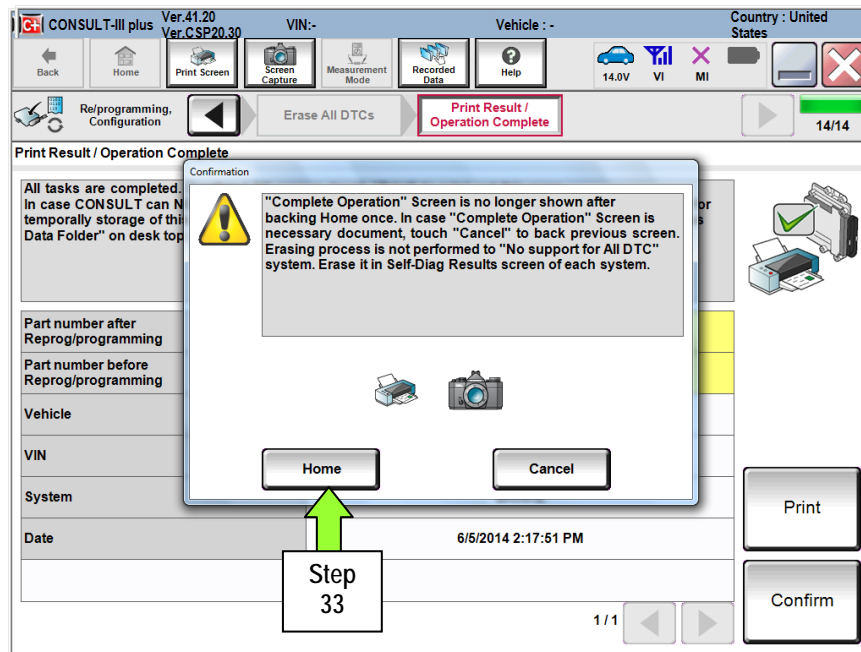 CONSULT-III plus
Ver.41.20
Ver.CSP20.30
VIN:-
Vehicle : -
Country : United
States
Back
Home
Print Screen
Screen
Capture
Measurement
Mode
Recorded
Data
Help
14.0V
VI
MI
Re/programming,
Configuration
Erase All DTCs
Print Result /
Operation Complete
14/14
Print Result / Operation Complete
All tasks are completed.
In case CONSULT can N
or
temporally storage of this
s
Data Folder" on desk top
Confirmation
"Complete Operation" Screen is no longer shown after
backing Home once. In case "Complete Operation" Screen is
necessary document, touch "Cancel" to back previous screen.
Erasing process is not performed to "No support for All DTC"
system. Erase it in Self-Diag Results screen of each system.
Home
Cancel
Part number after
Reprog/programming
Part number before
Reprog/programming
Vehicle
VIN
System
Date
6/5/2014 2:17:51 PM
Step
33
1/1
Print
Confirm